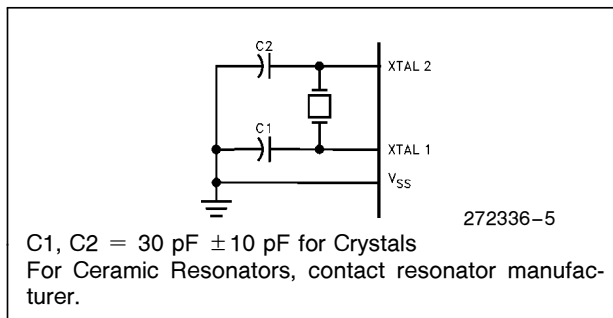 C2
XTAL 2
C1
XTAL 1
VSS
272336–5
C1, C2 = 30 pF ±10 pF for Crystals
For Ceramic Resonators, contact resonator manufac-
turer.